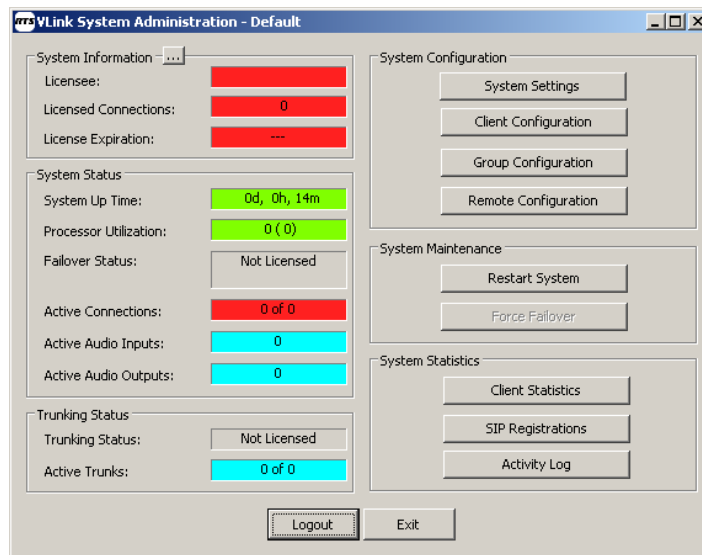 RTS VLink System Administration - Default
System Information ...
Licensee:
Licensed Connections: 0
License Expiration: ---
System Status
System Up Time: 0d, 0h, 14m
Processor Utilization: 0 ( 0)
Failover Status: Not Licensed
Active Connections: 0 of 0
Active Audio Inputs: 0
Active Audio Outputs: 0
Trunking Status
Trunking Status: Not Licensed
Active Trunks: 0 of 0
System Configuration
System Settings
Client Configuration
Group Configuration
Remote Configuration
System Maintenance
Restart System
Force Failover
System Statistics
Client Statistics
SIP Registrations
Activity Log
Logout
Exit